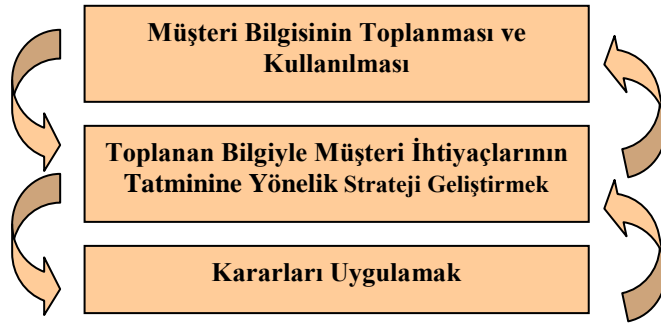 Müşteri Bilgisinin Toplanması ve
Kullanılması
Toplanan Bilgiyle Müşteri İhtiyaçlarının
Tatminine Yönelik Strateji Geliştirmek
Kararları Uygulamak